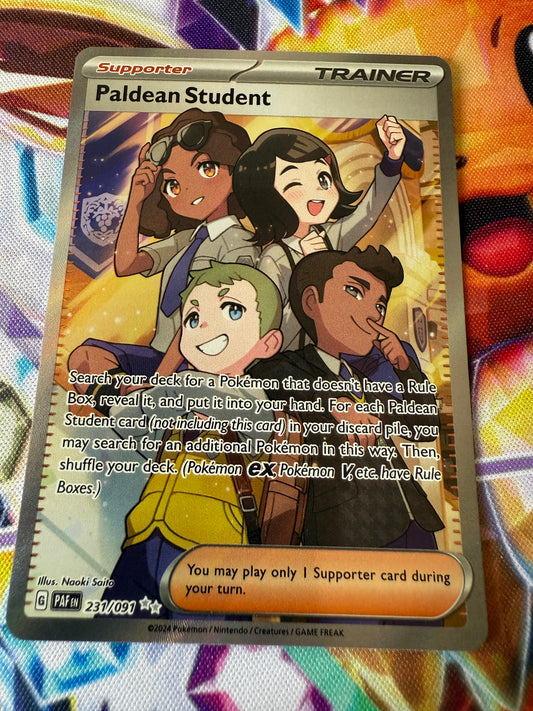 Supporter
TRAINER
Paldean Student
Search your deck for a Pokémon that doesn't have a Rule
Box, reveal it, and put it into your hand. For each Paldean
Student card (not including this card) in your discard pile, you
may search for an additional Pokémon in this way. Then,
shuffle your deck. (Pokémon ex, Pokémon V, etc. have Rule
Boxes.)
You may play only 1 Supporter card during
your turn.
Illus. Naoki Saito
G PAF EN 231/091
©2024 Pokémon / Nintendo / Creatures / GAME FREAK